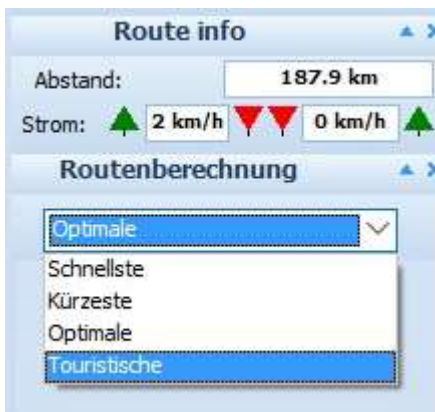 Route info
Abstand: 187.9 km
Strom: 2 km/h 0 km/h
Routenberechnung
Optimale
Schnellste
Kürzeste
Optimale
Touristische